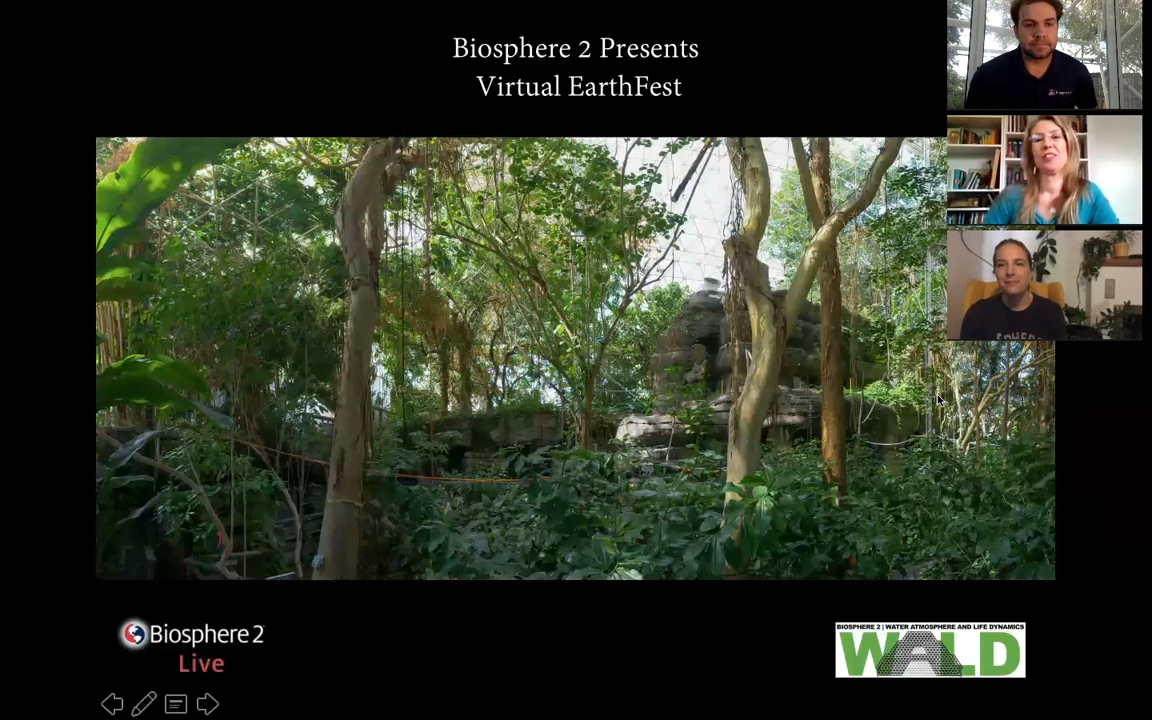 Biosphere 2 Presents
Virtual EarthFest
Biosphere 2
Live
BIOSPHERE 2 | WATER ATMOSPHERE AND LIFE DYNAMICS
WALD